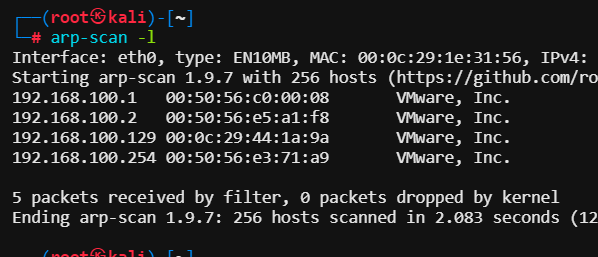 ┌──(root㉿kali)-[~]
└─# arp-scan -l
Interface: eth0, type: EN10MB, MAC: 00:0c:29:1e:31:56, IPv4:
Starting arp-scan 1.9.7 with 256 hosts (https://github.com/ro
192.168.100.1   00:50:56:c0:00:08       VMware, Inc.
192.168.100.2   00:50:56:e5:a1:f8       VMware, Inc.
192.168.100.129 00:0c:29:44:1a:9a       VMware, Inc.
192.168.100.254 00:50:56:e3:71:a9       VMware, Inc.
5 packets received by filter, 0 packets dropped by kernel
Ending arp-scan 1.9.7: 256 hosts scanned in 2.083 seconds (12
┌──(root㉿kali)-[~]